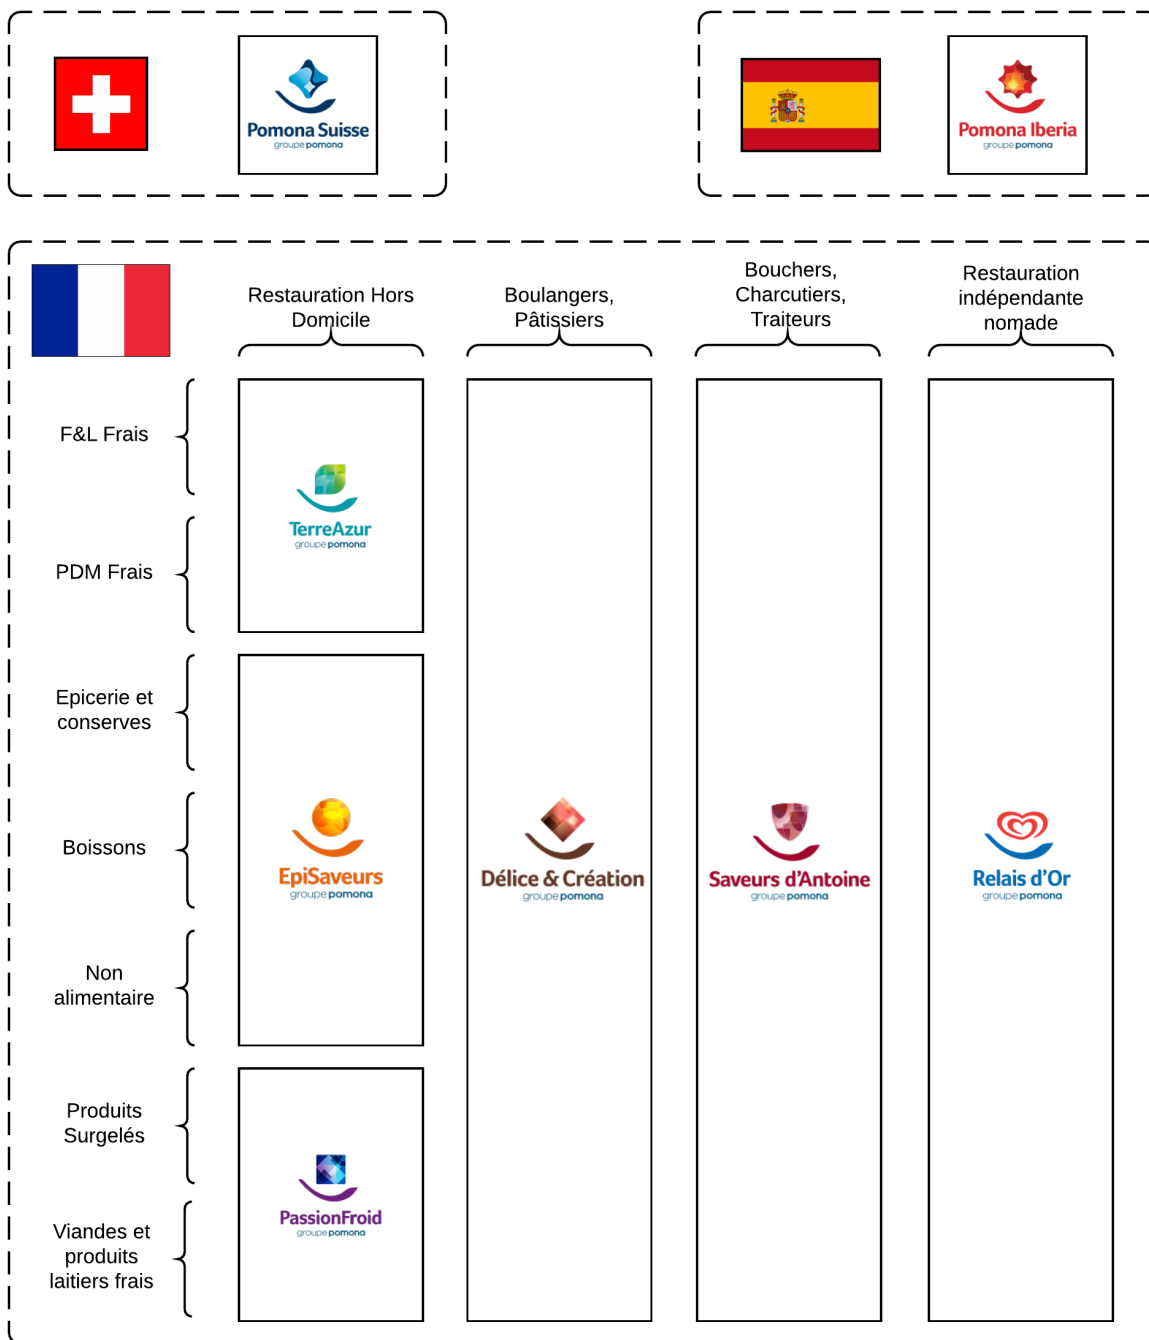 Pomona Suisse
groupe pomona
Pomona Iberia
groupe pomona
Restauration Hors
Domicile
Boulangers,
Pâtissiers
Bouchers,
Charcutiers,
Traiteurs
Restauration
indépendante
nomade
F&L Frais
TerreAzur
groupe pomona
PDM Frais
Epicerie et
conserves
Boissons
EpiSaveurs
groupe pomona
Délice & Création
groupe pomona
Saveurs d'Antoine
groupe pomona
Relais d'Or
groupe pomona
Non
alimentaire
Produits
Surgelés
PassionFroid
groupe pomona
Viandes et
produits
laitiers frais